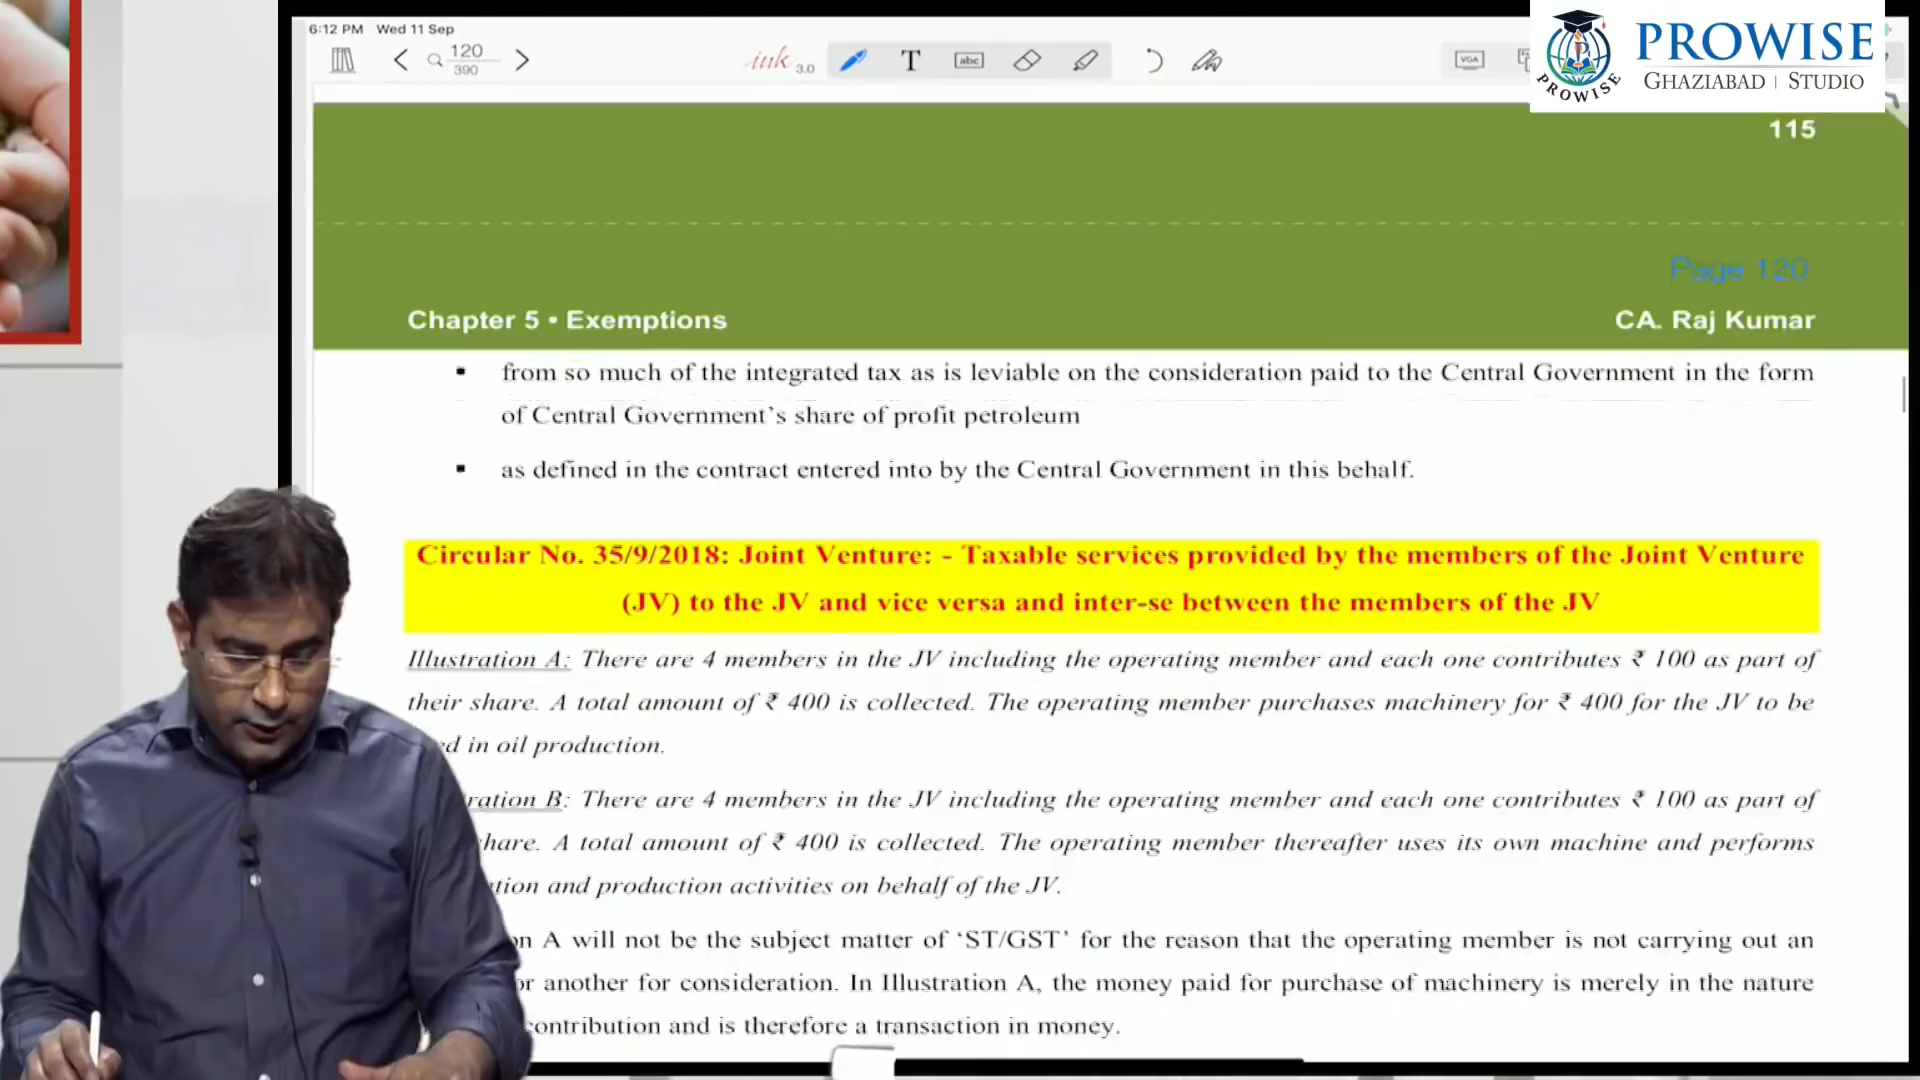 6:12 PM Wed 11 Sep
120
390
ink 3.0
T
abc
VGA
PROWISE
PROWISE
GHAZIABAD | STUDIO
115
Page 120
Chapter 5 • Exemptions
CA. Raj Kumar
▪ from so much of the integrated tax as is leviable on the consideration paid to the Central Government in the form
of Central Government's share of profit petroleum
▪ as defined in the contract entered into by the Central Government in this behalf.
Circular No. 35/9/2018: Joint Venture: - Taxable services provided by the members of the Joint Venture
(JV) to the JV and vice versa and inter-se between the members of the JV
Illustration A: There are 4 members in the JV including the operating member and each one contributes ₹ 100 as part of
their share. A total amount of ₹ 400 is collected. The operating member purchases machinery for ₹ 400 for the JV to be
in oil production.
B: There are 4 members in the JV including the operating member and each one contributes ₹ 100 as part of
A total amount of ₹ 400 is collected. The operating member thereafter uses its own machine and performs
and production activities on behalf of the JV.
A will not be the subject matter of 'ST/GST' for the reason that the operating member is not carrying out an
another for consideration. In Illustration A, the money paid for purchase of machinery is merely in the nature
contribution and is therefore a transaction in money.